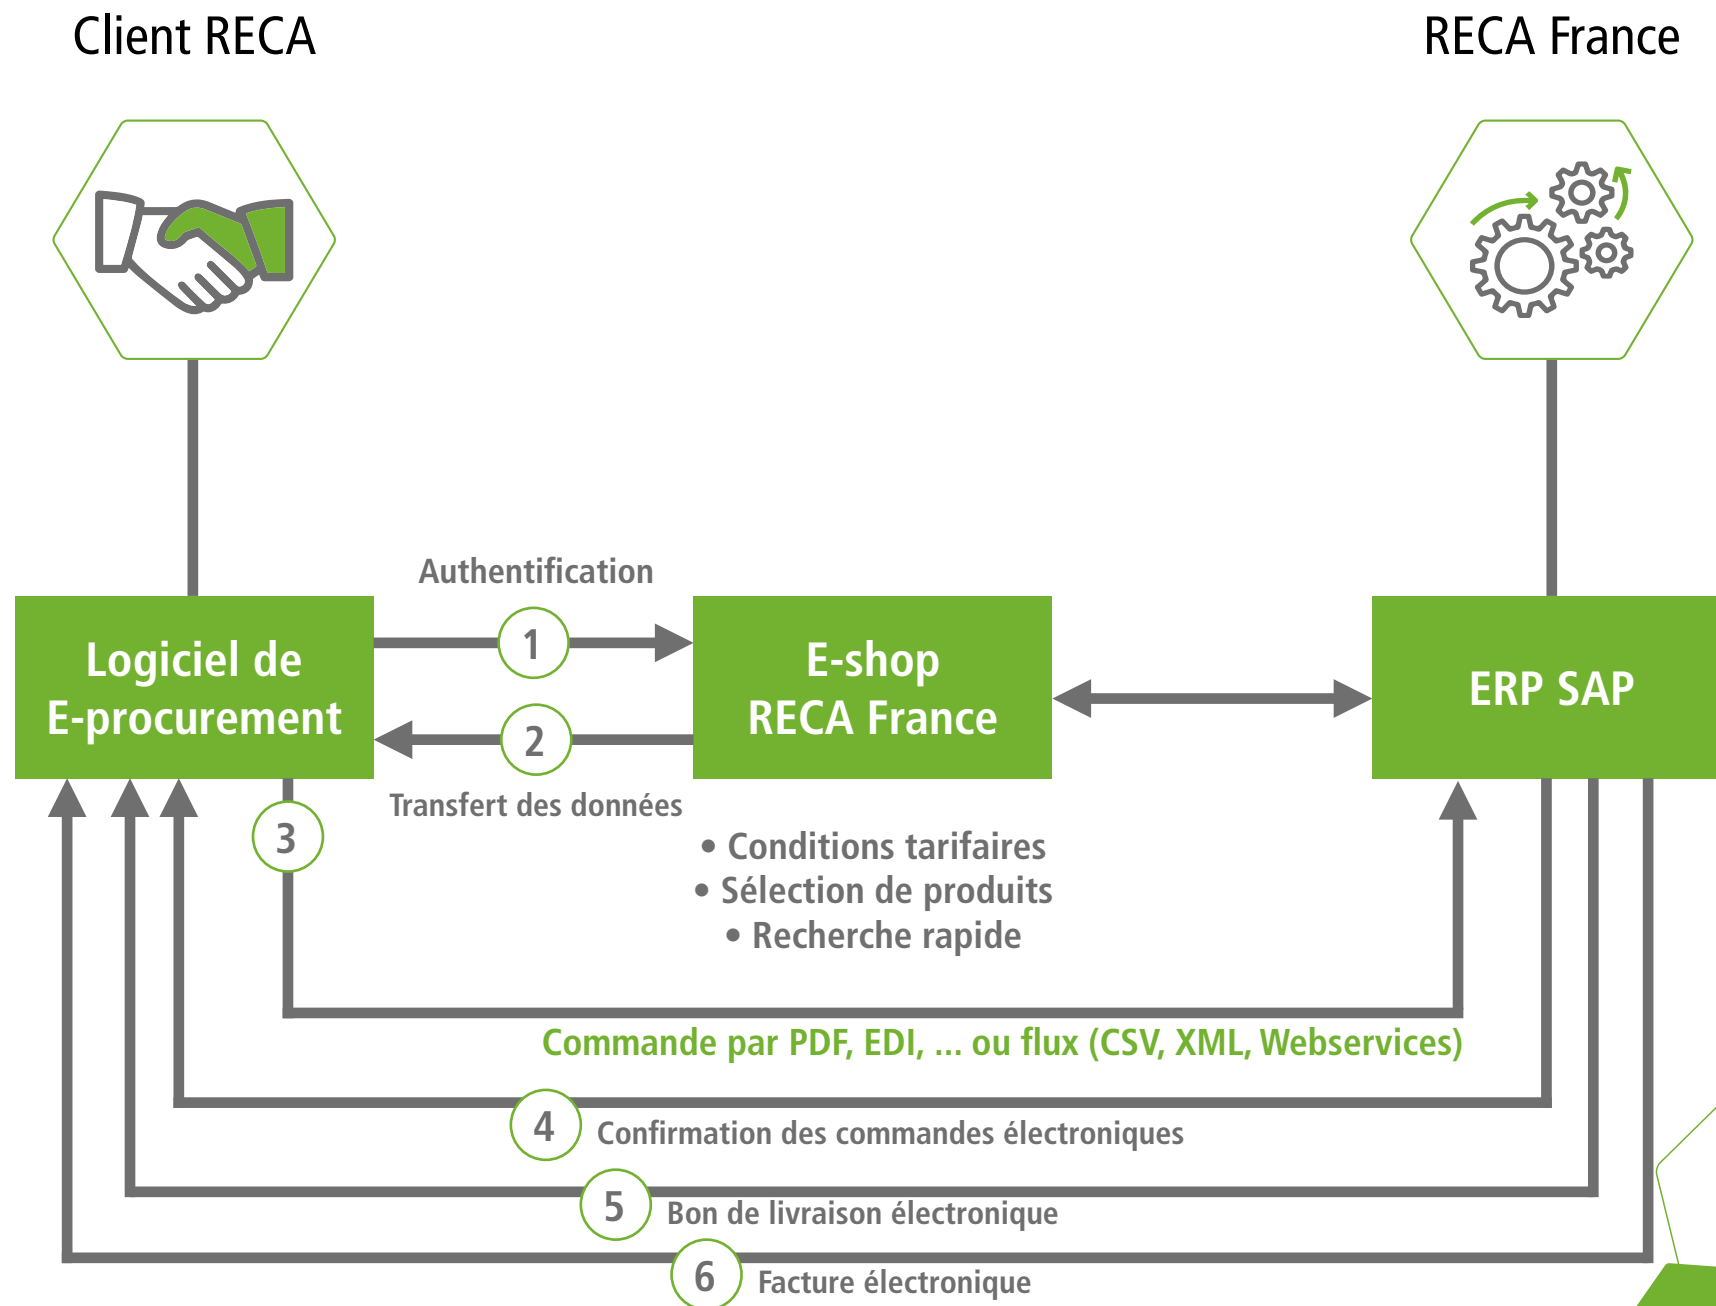 Client RECA
RECA France
Authentification
1
Logiciel de
E-procurement
E-shop
RECA France
ERP SAP
2
Transfert des données
3
• Conditions tarifaires
• Sélection de produits
• Recherche rapide
Commande par PDF, EDI, ... ou flux (CSV, XML, Webservices)
4
Confirmation des commandes électroniques
5
Bon de livraison électronique
6
Facture électronique